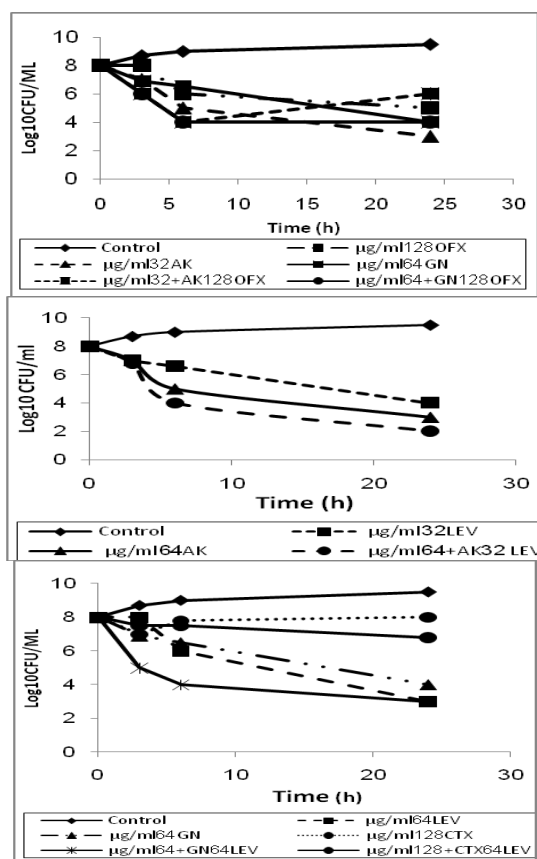 10
8
6
4
2
0
Log10CFU/ML
0 5 10 15 20 25 30
Time (h)
Control µg/ml128OFX
µg/ml32AK µg/ml64GN
µg/ml32+AK128OFX µg/ml64+GN128OFX
10
8
6
4
2
0
Log10CFU/ml
0 10 20 30
Time (h)
Control µg/ml32LEV
µg/ml64AK µg/ml64+AK32 LEV
10
8
6
4
2
0
Log10CFU/ML
0 10 20 30
Time (h)
Control µg/ml64LEV
µg/ml64GN µg/ml128CTX
µg/ml64+GN64LEV µg/ml128+CTX64LEV